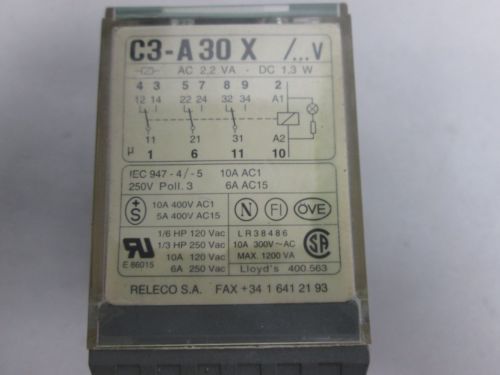 C3-A30 X /...V
AC 2,2 VA - DC 1,3 W
4 3 5 7 8 9 2
12 14 22 24 32 34 A1
11 21 31 A2
µ 1 6 11 10
IEC 947-4/-5 10A AC1
250V Poll. 3 6A AC15
+S 10A 400V AC1
5A 400V AC15
N FI ÖVE
1/6 HP 120 Vac
1/3 HP 250 Vac
10A 120 Vac
6A 250 Vac
E 86015
LR38486
10A 300V~AC
MAX. 1200 VA
Lloyd's 400.563
RELECO S.A. FAX +34 1 641 21 93